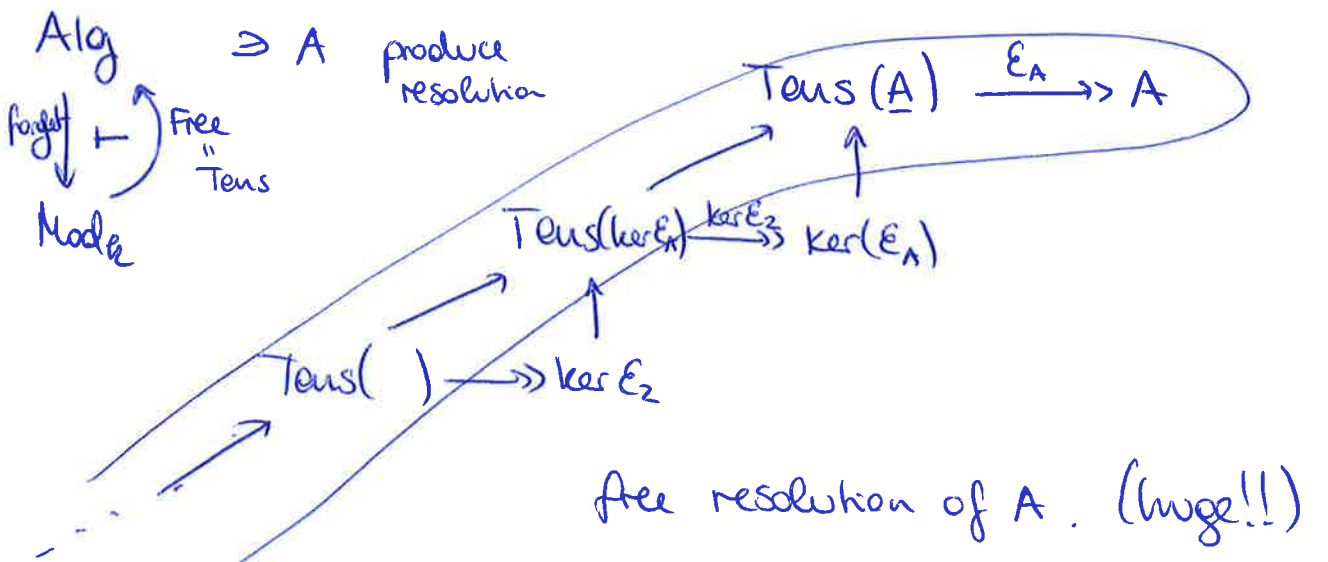 Alg ∋ A produce
resolution
forget ⊢ Free
"
Tens
Mod_k
Tens(A) ε_A ↠ A
Tens(ker ε_A) ker ε_2 ↠ ker(ε_A)
Tens( ) ↠ ker ε_2
free resolution of A. (huge!!)